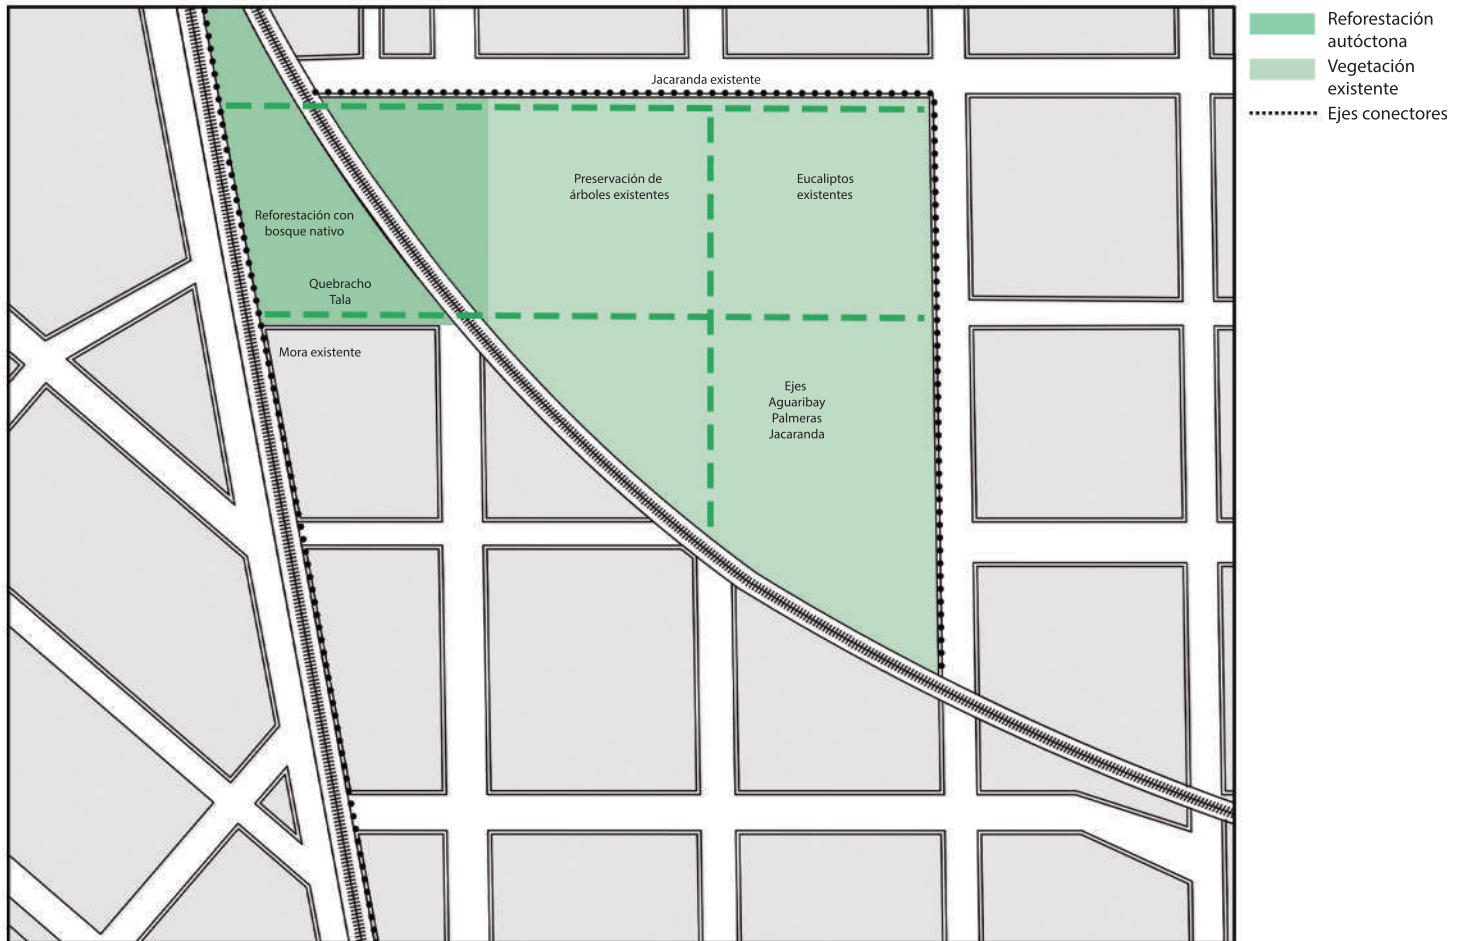 Reforestación
autóctona
Vegetación
existente
Ejes conectores
Jacaranda existente
Preservación de
árboles existentes
Eucaliptos
existentes
Reforestación con
bosque nativo
Quebracho
Tala
Mora existente
Ejes
Aguaribay
Palmeras
Jacaranda